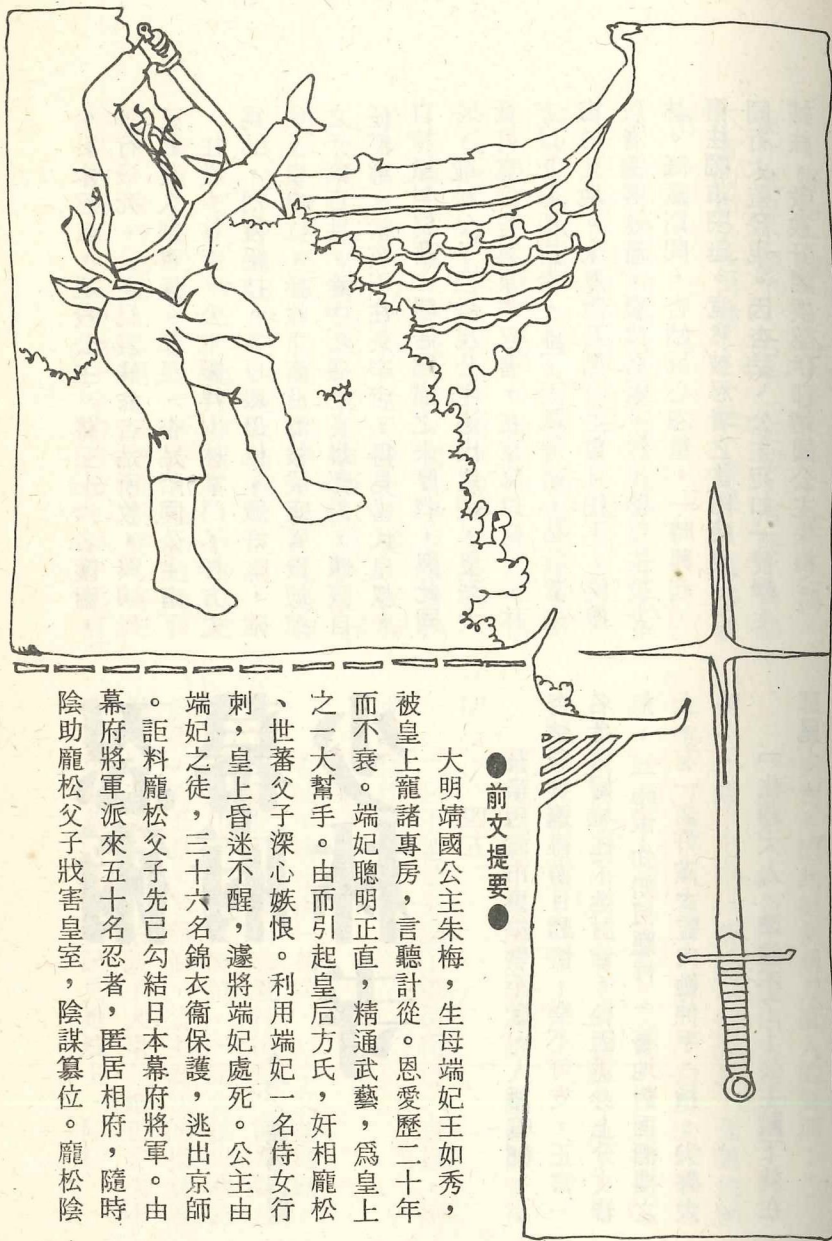 ●前文提要●
大明靖國公主朱梅，生母端妃王如秀，
被皇上寵諸專房，言聽計從。恩愛歷二十年
而不衰。端妃聰明正直，精通武藝，爲皇上
之一大幫手。由而引起皇后方氏，奸相龐松
、世蕃父子深心嫉恨。利用端妃一名侍女行
刺，皇上昏迷不醒，遽將端妃處死。公主由
端妃之徒，三十六名錦衣衞保護，逃出京師
。詎料龐松父子先已勾結日本幕府將軍。由
幕府將軍派來五十名忍者，匿居相府，隨時
陰助龐松父子戕害皇室，陰謀篡位。龐松陰